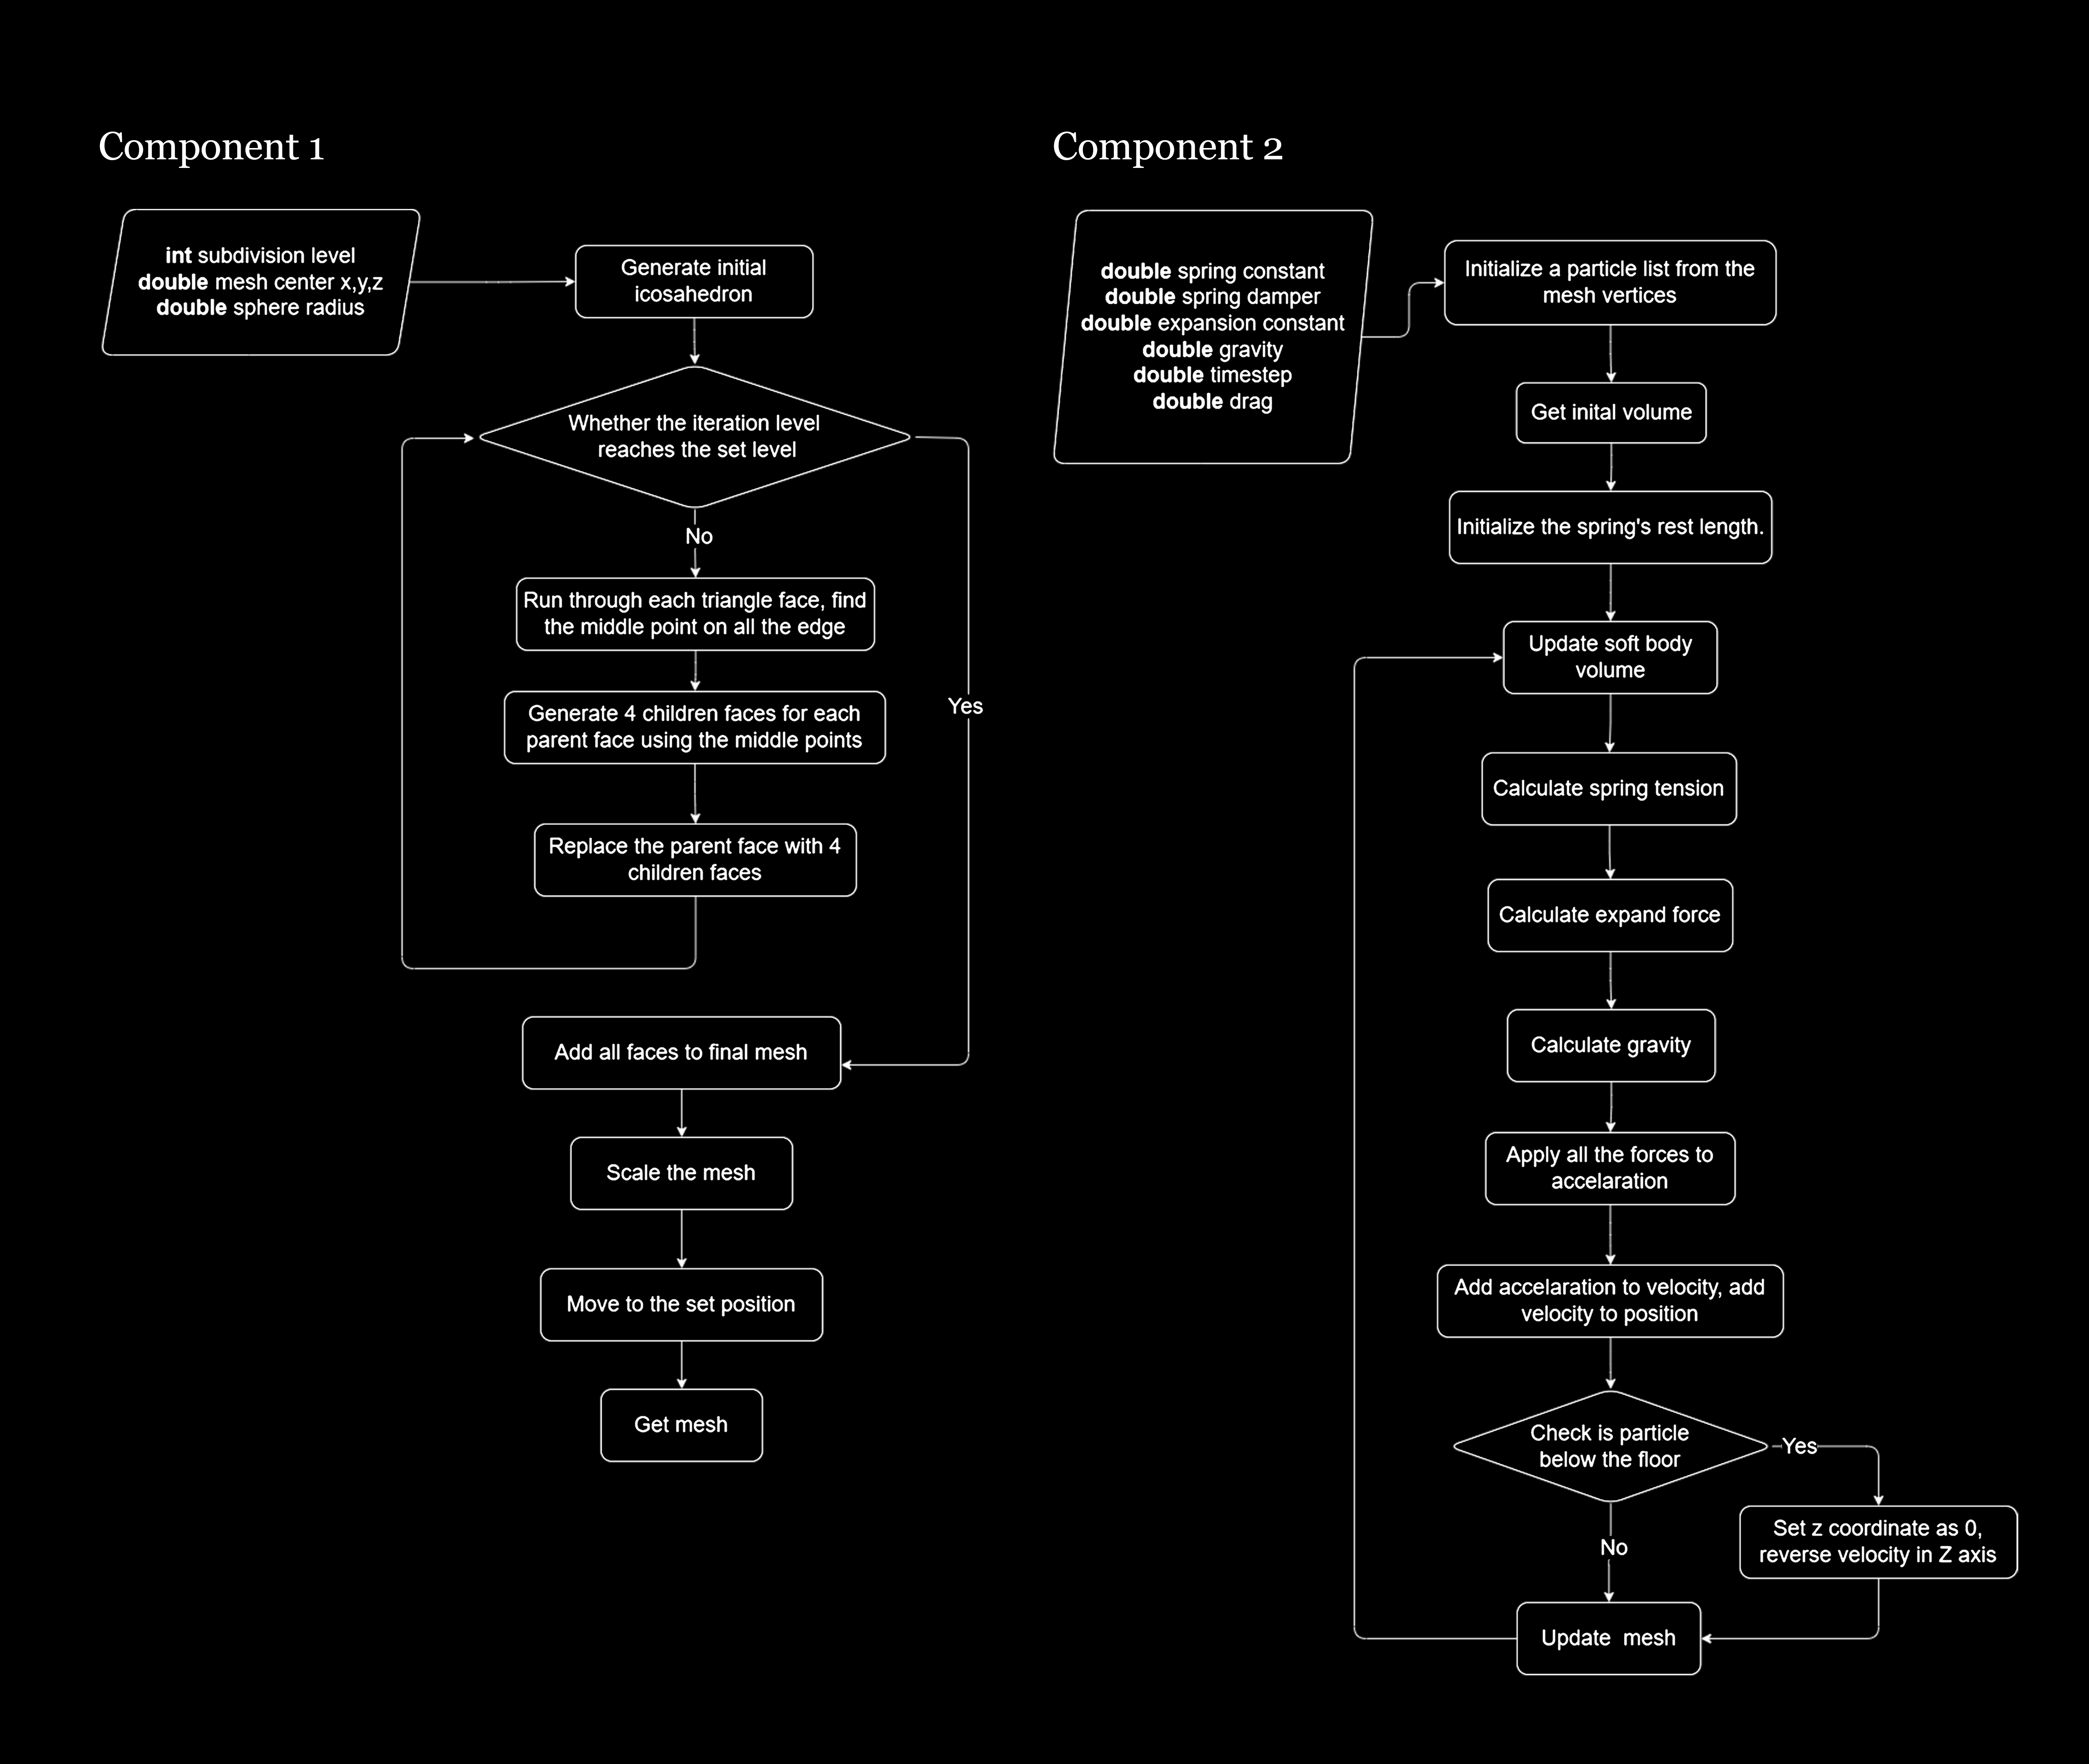 Component 1
int subdivision level
double mesh center x,y,z
double sphere radius
Generate initial
icosahedron
Whether the iteration level
reaches the set level
No
Run through each triangle face, find
the middle point on all the edge
Generate 4 children faces for each
parent face using the middle points
Yes
Replace the parent face with 4
children faces
Add all faces to final mesh
Scale the mesh
Move to the set position
Get mesh
Component 2
double spring constant
double spring damper
double expansion constant
double gravity
double timestep
double drag
Initialize a particle list from the
mesh vertices
Get inital volume
Initialize the spring's rest length.
Update soft body
volume
Calculate spring tension
Calculate expand force
Calculate gravity
Apply all the forces to
accelaration
Add accelaration to velocity, add
velocity to position
Check is particle
below the floor
Yes
Set z coordinate as 0,
reverse velocity in Z axis
No
Update mesh